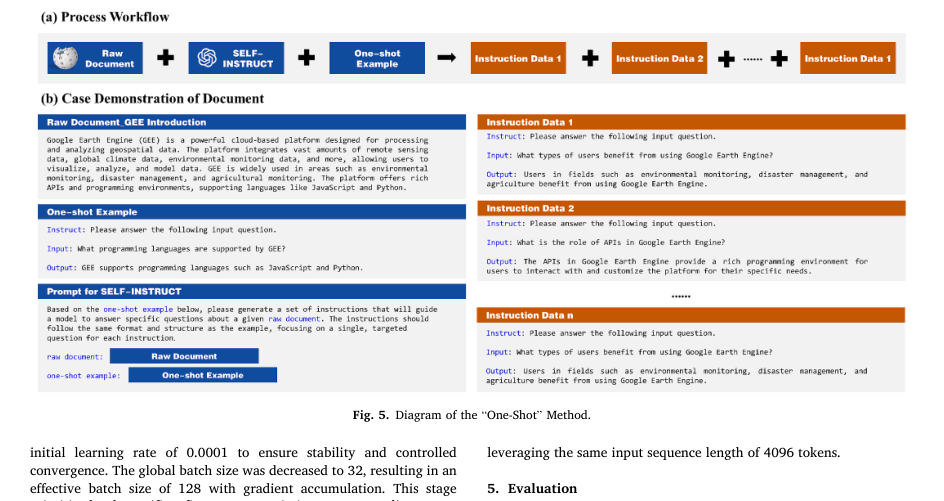 (a) Process Workflow
Raw
Document
SELF-
INSTRUCT
One-shot
Example
Instruction Data 1
Instruction Data 2
......
Instruction Data 1
(b) Case Demonstration of Document
Raw Document_GEE Introduction
Google Earth Engine (GEE) is a powerful cloud-based platform designed for processing
and analyzing geospatial data. The platform integrates vast amounts of remote sensing
data, global climate data, environmental monitoring data, and more, allowing users to
visualize, analyze, and model data. GEE is widely used in areas such as environmental
monitoring, disaster management, and agricultural monitoring. The platform offers rich
APIs and programming environments, supporting languages like JavaScript and Python.
One-shot Example
Instruct: Please answer the following input question.
Input: What programming languages are supported by GEE?
Output: GEE supports programming languages such as JavaScript and Python.
Prompt for SELF-INSTRUCT
Based on the one-shot example below, please generate a set of instructions that will guide
a model to answer specific questions about a given raw document. The instructions should
follow the same format and structure as the example, focusing on a single, targeted
question for each instruction.
raw document: Raw Document
one-shot example: One-shot Example
Instruction Data 1
Instruct: Please answer the following input question.
Input: What types of users benefit from using Google Earth Engine?
Output: Users in fields such as environmental monitoring, disaster management, and
agriculture benefit from using Google Earth Engine.
Instruction Data 2
Instruct: Please answer the following input question.
Input: What is the role of APIs in Google Earth Engine?
Output: The APIs in Google Earth Engine provide a rich programming environment for
users to interact with and customize the platform for their specific needs.
......
Instruction Data n
Instruct: Please answer the following input question.
Input: What types of users benefit from using Google Earth Engine?
Output: Users in fields such as environmental monitoring, disaster management, and
agriculture benefit from using Google Earth Engine.
Fig. 5. Diagram of the “One-Shot” Method.
initial learning rate of 0.0001 to ensure stability and controlled
convergence. The global batch size was decreased to 32, resulting in an
effective batch size of 128 with gradient accumulation. This stage
leveraging the same input sequence length of 4096 tokens.
5. Evaluation